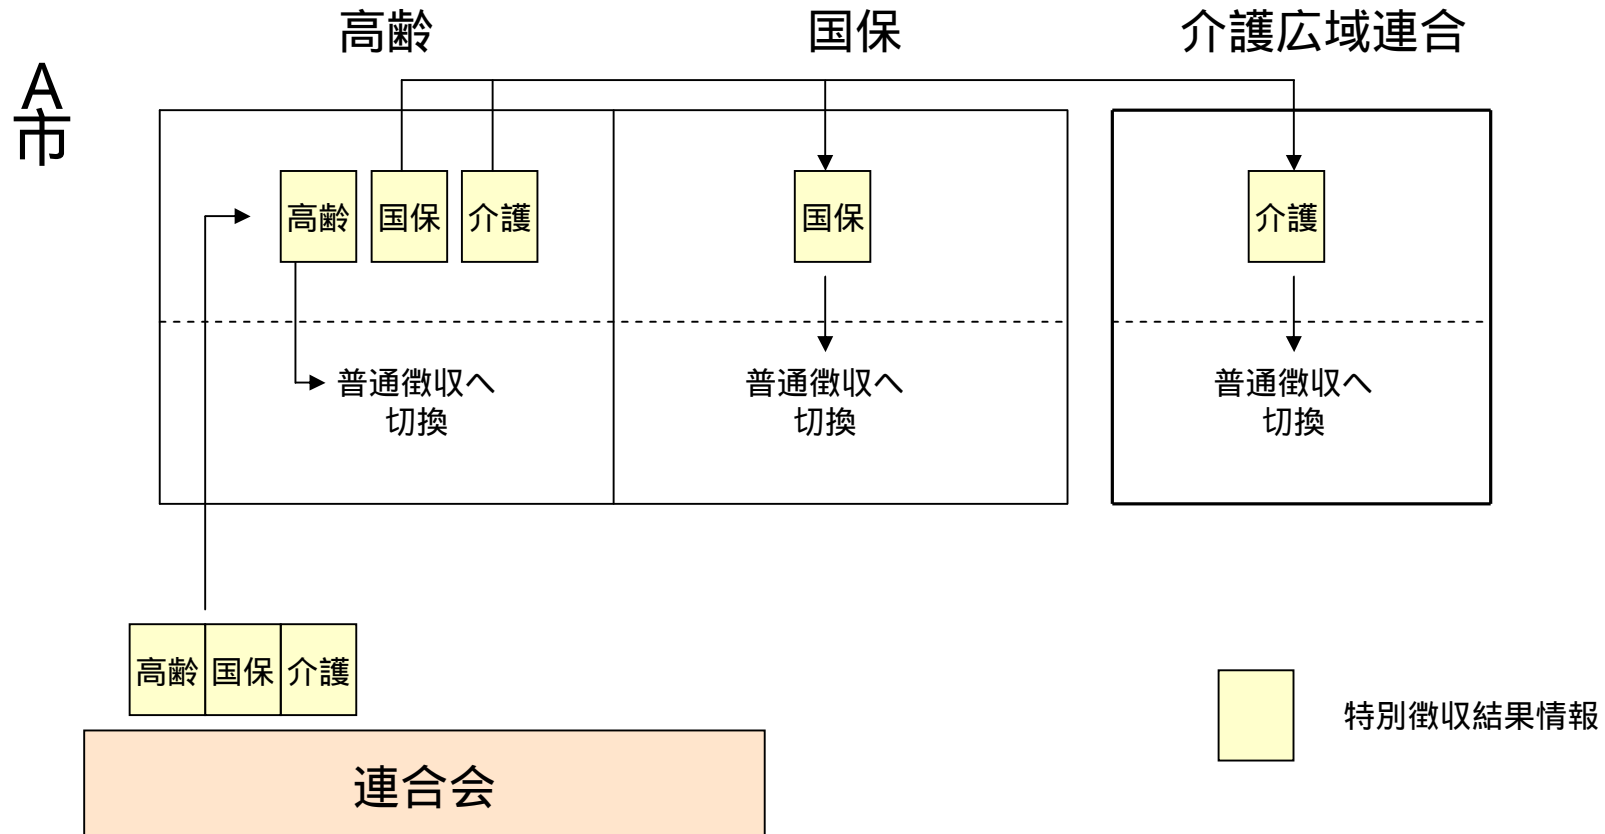 高齢
国保
介護広域連合
A市
高齢
国保
介護
国保
介護
普通徴収へ
切換
普通徴収へ
切換
普通徴収へ
切換
高齢
国保
介護
特別徴収結果情報
連合会